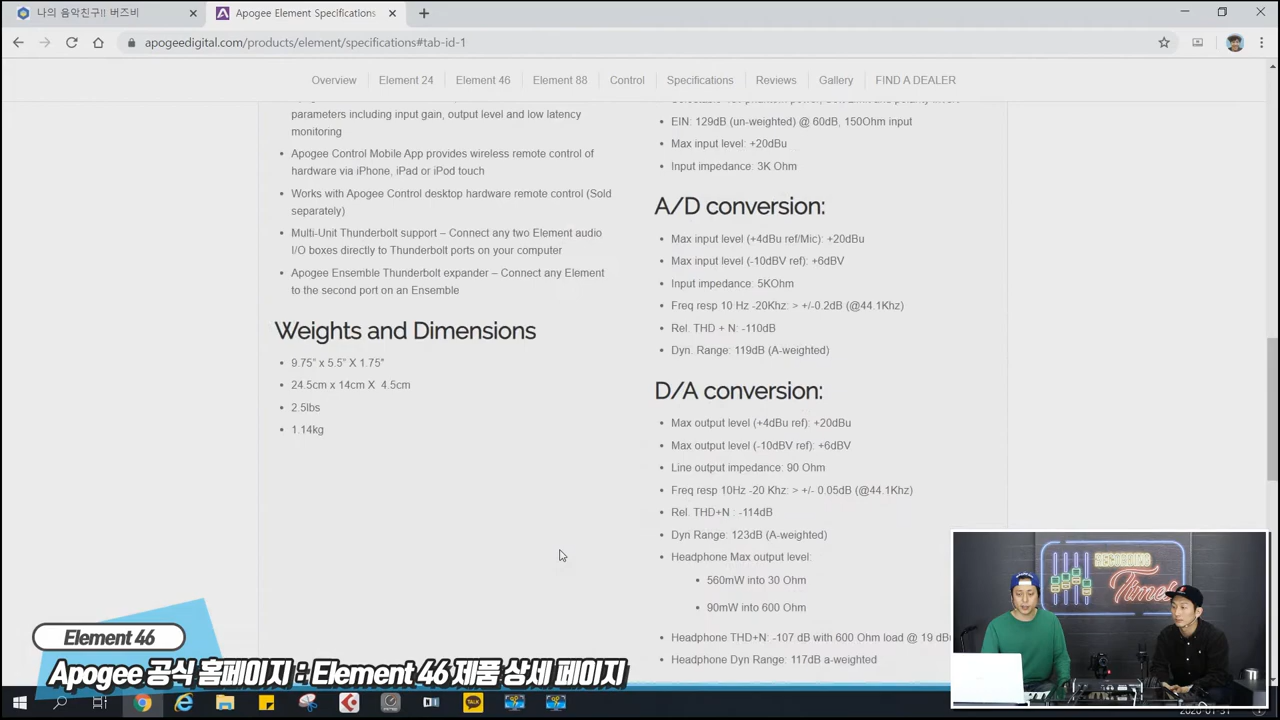 나의 음악친구!! 버즈비
Apogee Element Specifications
apogeedigital.com/products/element/specifications#tab-id-1
Overview Element 24 Element 46 Element 88 Control Specifications Reviews Gallery FIND A DEALER
parameters including input gain, output level and low latency
monitoring
• Apogee Control Mobile App provides wireless remote control of
hardware via iPhone, iPad or iPod touch
• Works with Apogee Control desktop hardware remote control (Sold
separately)
• Multi-Unit Thunderbolt support – Connect any two Element audio
I/O boxes directly to Thunderbolt ports on your computer
• Apogee Ensemble Thunderbolt expander – Connect any Element
to the second port on an Ensemble
Weights and Dimensions
• 9.75” x 5.5” X 1.75"
• 24.5cm x 14cm X 4.5cm
• 2.5lbs
• 1.14kg
• EIN: 129dB (un-weighted) @ 60dB, 150Ohm input
• Max input level: +20dBu
• Input impedance: 3K Ohm
A/D conversion:
• Max input level (+4dBu ref/Mic): +20dBu
• Max input level (-10dBV ref): +6dBV
• Input impedance: 5KOhm
• Freq resp 10 Hz -20Khz: > +/-0.2dB (@44.1Khz)
• Rel. THD + N: -110dB
• Dyn. Range: 119dB (A-weighted)
D/A conversion:
• Max output level (+4dBu ref): +20dBu
• Max output level (-10dBV ref): +6dBV
• Line output impedance: 90 Ohm
• Freq resp 10Hz -20 Khz: > +/- 0.05dB (@44.1Khz)
• Rel. THD+N : -114dB
• Dyn Range: 123dB (A-weighted)
• Headphone Max output level:
• 560mW into 30 Ohm
• 90mW into 600 Ohm
• Headphone THD+N: -107 dB with 600 Ohm load @ 19 dBu
• Headphone Dyn Range: 117dB a-weighted
RECORDING
Times
Element 46
Apogee 공식 홈페이지 : Element 46 제품 상세 페이지
TALK